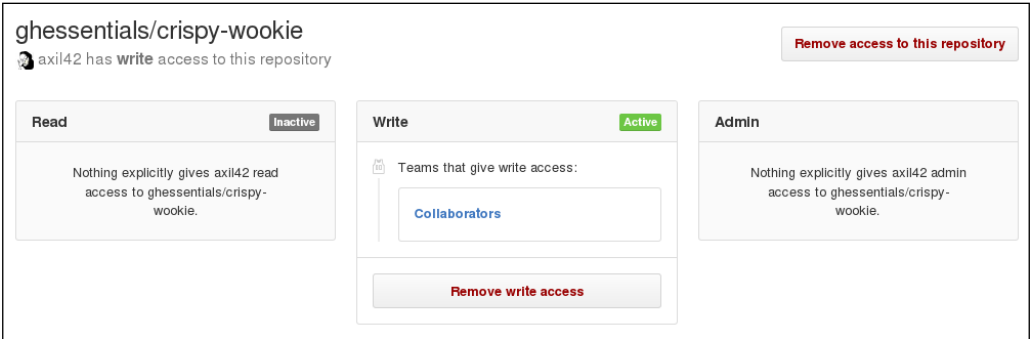 ghessentials/crispy-wookie
axil42 has write access to this repository
Remove access to this repository
Read
Inactive
Nothing explicitly gives axil42 read
access to ghessentials/crispy-
wookie.
Write
Active
Teams that give write access:
Collaborators
Remove write access
Admin
Nothing explicitly gives axil42 admin
access to ghessentials/crispy-
wookie.